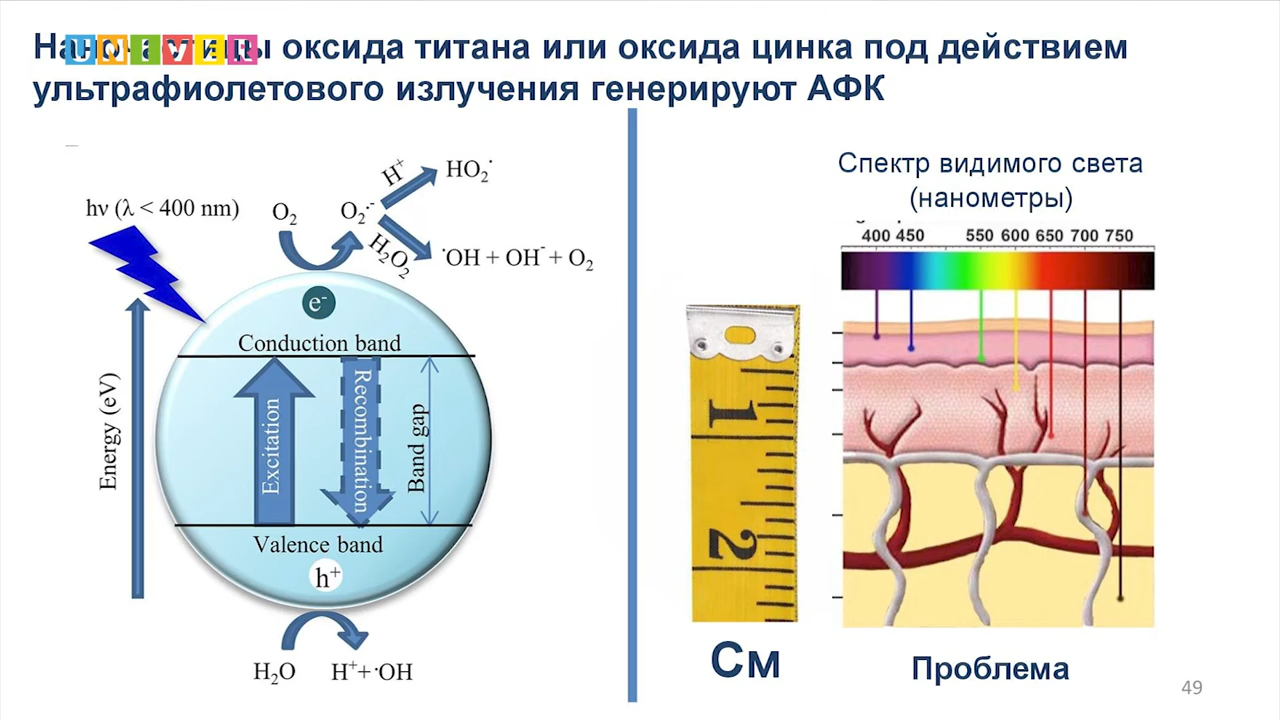 UNIVER
Наночастицы оксида титана или оксида цинка под действием
ультрафиолетового излучения генерируют АФК
hν (λ < 400 nm)
O₂
O₂·⁻
H⁺
HO₂·
H₂O₂
·OH + OH⁻ + O₂
e⁻
Conduction band
Energy (eV)
Excitation
Recombination
Band gap
Valence band
h⁺
H₂O
H⁺+ ·OH
Спектр видимого света
(нанометры)
400 450 550 600 650 700 750
1
2
См
Проблема
49